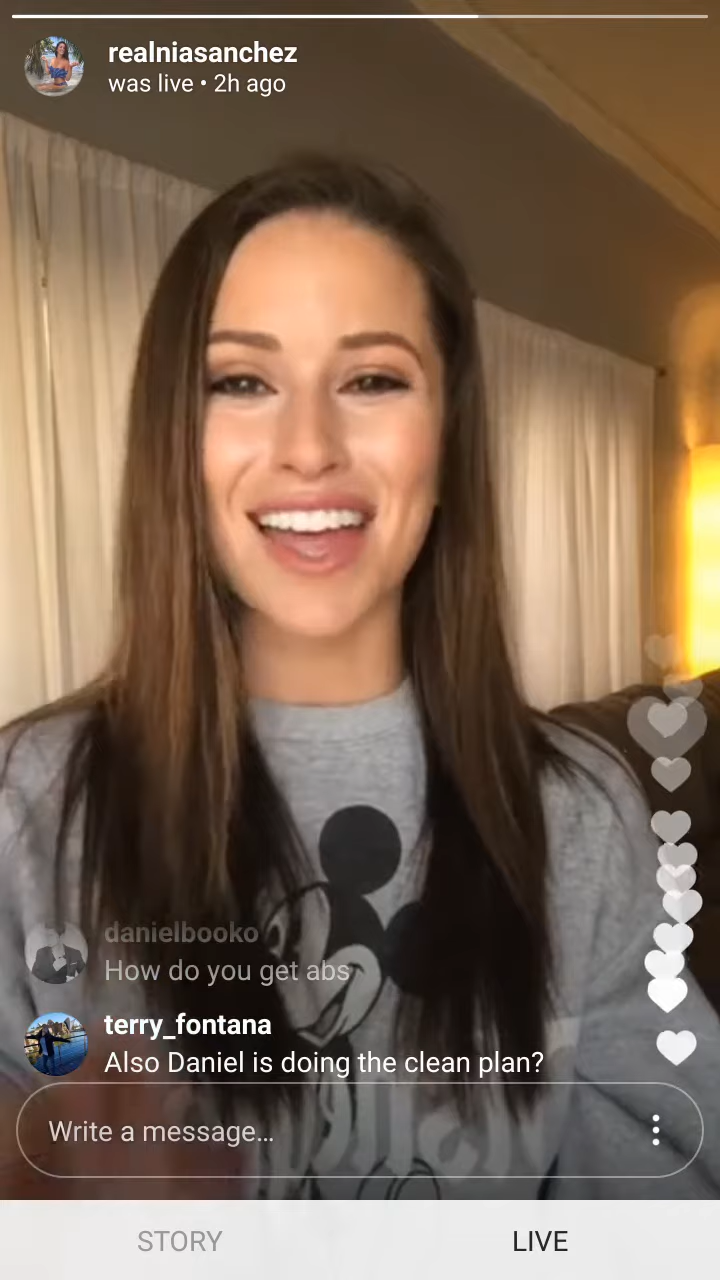 realniasanchez
was live • 2h ago
danielbooko
How do you get abs
terry_fontana
Also Daniel is doing the clean plan?
Write a message...
STORY
LIVE